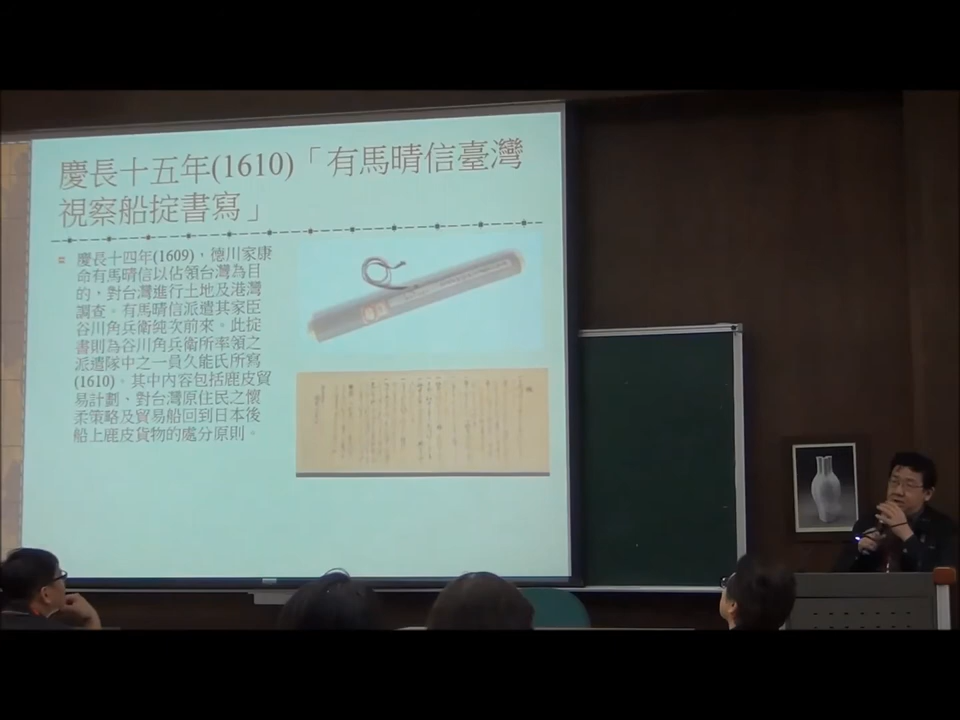 慶長十五年(1610)「有馬晴信臺灣
視察船掟書寫」
慶長十四年(1609)，德川家康
命有馬晴信以佔領台灣為目
的，對台灣進行土地及港灣
調查。有馬晴信派遣其家臣
谷川角兵衛純次前來。此掟
書則為谷川角兵衛所率領之
派遣隊中之一員久能氏所寫
(1610)。其中內容包括鹿皮貿
易計劃、對台灣原住民之懷
柔策略及貿易船回到日本後
船上鹿皮貨物的處分原則。